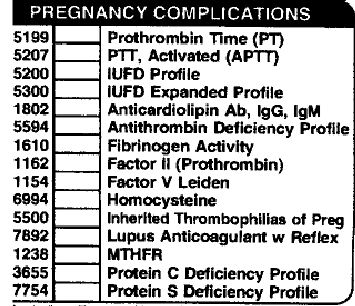 PREGNANCY COMPLICATIONS
5199 Prothrombin Time (PT)
5207 PTT, Activated (APTT)
5200 IUFD Profile
5300 IUFD Expanded Profile
1802 Anticardiolipin Ab, IgG, IgM
5594 Antithrombin Deficiency Profile
1610 Fibrinogen Activity
1162 Factor II (Prothrombin)
1154 Factor V Leiden
6994 Homocysteine
5500 Inherited Thrombophilias of Preg
7892 Lupus Anticoagulant w Reflex
1238 MTHFR
3655 Protein C Deficiency Profile
7754 Protein S Deficiency Profile